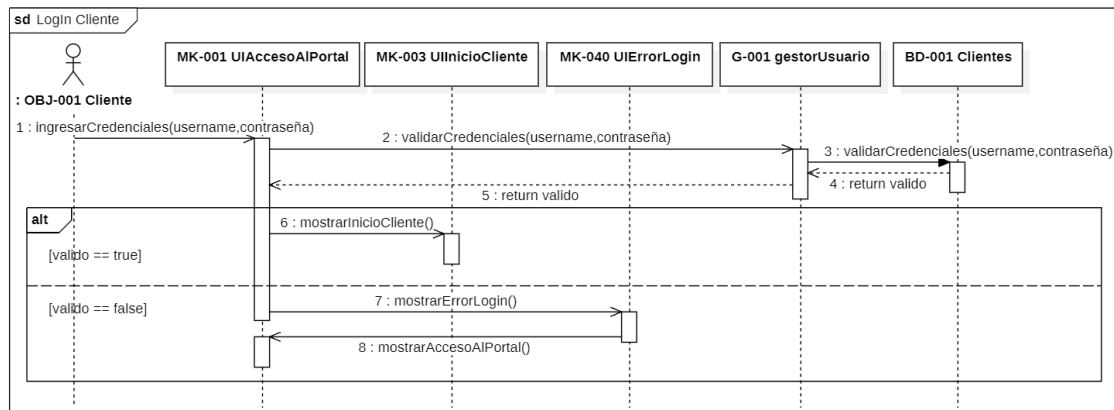 sd LogIn Cliente
MK-001 UIAccesoAlPortal
MK-003 UIInicioCliente
MK-040 UIErrorLogin
G-001 gestorUsuario
BD-001 Clientes
: OBJ-001 Cliente
1 : ingresarCredenciales(username,contraseña)
2 : validarCredenciales(username,contraseña)
3 : validarCredenciales(username,contraseña)
4 : return valido
5 : return valido
alt
6 : mostrarInicioCliente()
[valido == true]
7 : mostrarErrorLogin()
[valido == false]
8 : mostrarAccesoAlPortal()